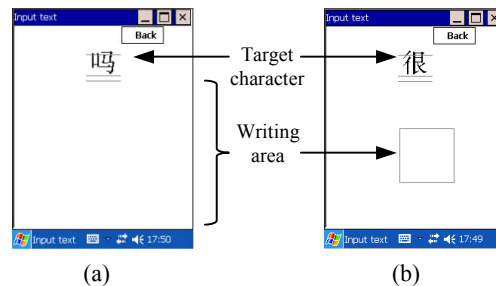 Input text
Back
吗
Input text 17:50
(a)
Target
character
Writing
area
Input text
Back
很
Input text 17:49
(b)